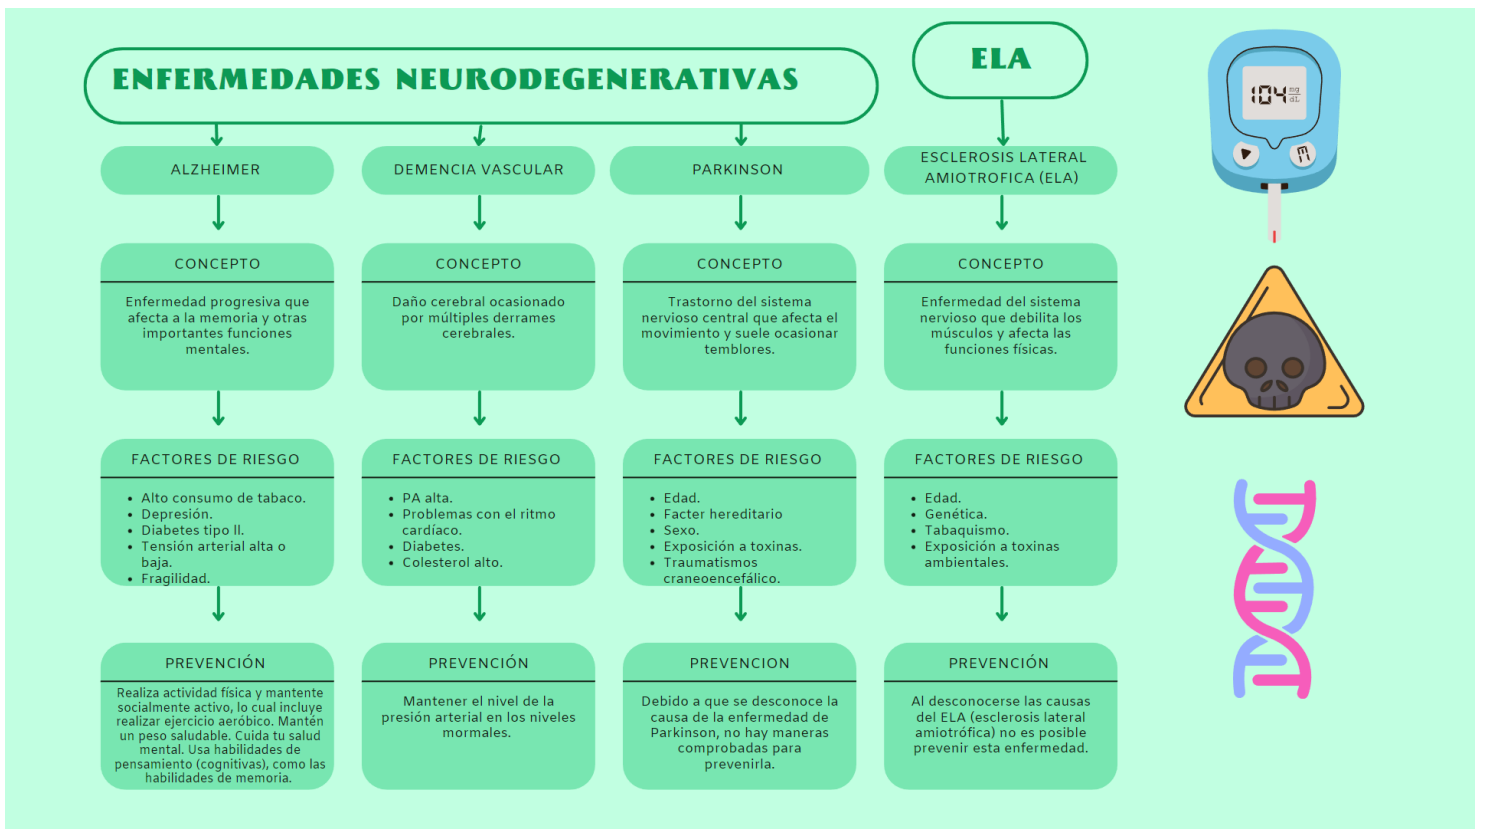 ENFERMEDADES NEURODEGENERATIVAS
ELA
ALZHEIMER
CONCEPTO
Enfermedad progresiva que
afecta a la memoria y otras
importantes funciones
mentales.
FACTORES DE RIESGO
• Alto consumo de tabaco.
• Depresión.
• Diabetes tipo ll.
• Tensión arterial alta o
baja.
• Fragilidad.
PREVENCIÓN
Realiza actividad física y mantente
socialmente activo, lo cual incluye
realizar ejercicio aeróbico. Mantén
un peso saludable. Cuida tu salud
mental. Usa habilidades de
pensamiento (cognitivas), como las
habilidades de memoria.
DEMENCIA VASCULAR
CONCEPTO
Daño cerebral ocasionado
por múltiples derrames
cerebrales.
FACTORES DE RIESGO
• PA alta.
• Problemas con el ritmo
cardíaco.
• Diabetes.
• Colesterol alto.
PREVENCIÓN
Mantener el nivel de la
presión arterial en los niveles
mormales.
PARKINSON
CONCEPTO
Trastorno del sistema
nervioso central que afecta el
movimiento y suele ocasionar
temblores.
FACTORES DE RIESGO
• Edad.
• Facter hereditario
• Sexo.
• Exposición a toxinas.
• Traumatismos
craneoencefálico.
PREVENCION
Debido a que se desconoce la
causa de la enfermedad de
Parkinson, no hay maneras
comprobadas para
prevenirla.
ESCLEROSIS LATERAL
AMIOTROFICA (ELA)
CONCEPTO
Enfermedad del sistema
nervioso que debilita los
músculos y afecta las
funciones físicas.
FACTORES DE RIESGO
• Edad.
• Genética.
• Tabaquismo.
• Exposición a toxinas
ambientales.
PREVENCIÓN
Al desconocerse las causas
del ELA (esclerosis lateral
amiotrófica) no es posible
prevenir esta enfermedad.
104 ng
dL